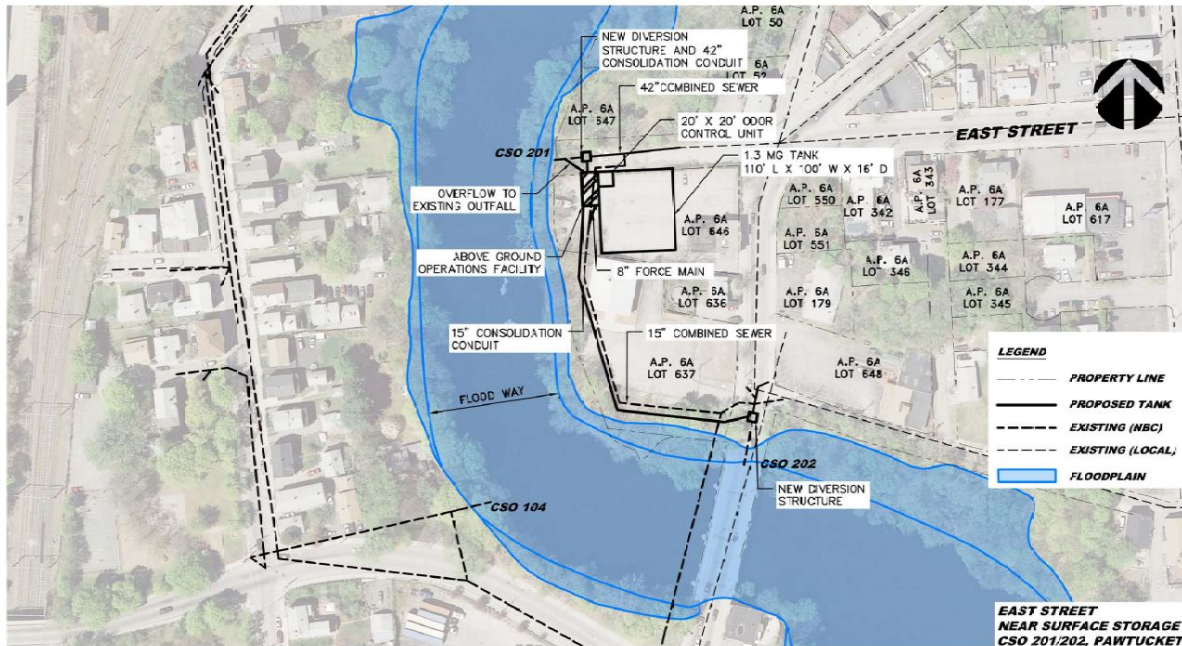 A.P. 6A
LOT 50
NEW DIVERSION
STRUCTURE AND 42"
CONSOLIDATION CONDUIT
6A
LOT 52
42"COMBINED SEWER
A.P. 6A
LOT 647
20' X 20' ODOR
CONTROL UNIT
EAST STREET
CSO 201
1.3 MG TANK
110' L X 100' W X 16' D
OVERFLOW TO
EXISTING OUTFALL
A.P. 6A
LOT 550
A.P. 6A
LOT 342
A.P. 6A
LOT 343
A.P. 6A
LOT 177
A.P. 6A
LOT 617
A.P. 6A
LOT 646
A.P. 6A
LOT 551
ABOVE GROUND
OPERATIONS FACILITY
A.P. 6A
LOT 346
A.P. 6A
LOT 344
8" FORCE MAIN
A.P. 6A
LOT 636
A.P. 6A
LOT 179
A.P. 6A
LOT 345
15" CONSOLIDATION
CONDUIT
15" COMBINED SEWER
A.P. 6A
LOT 637
A.P. 6A
LOT 648
FLOOD WAY
CSO 202
CSO 104
NEW DIVERSION
STRUCTURE
LEGEND
PROPERTY LINE
PROPOSED TANK
EXISTING (NBC)
EXISTING (LOCAL)
FLOODPLAIN
EAST STREET
NEAR SURFACE STORAGE
CSO 201/202, PAWTUCKET